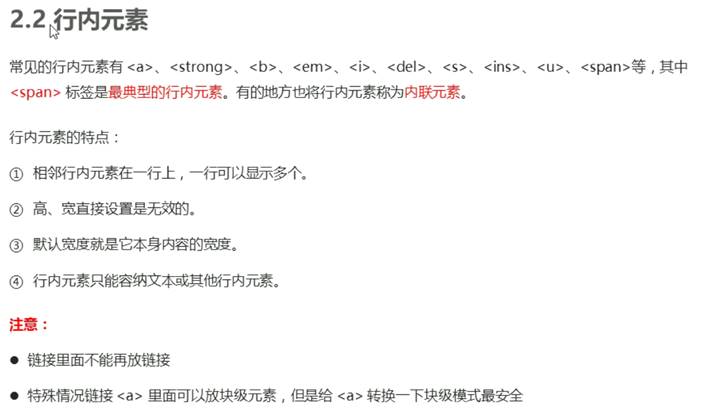 2.2 行内元素
常见的行内元素有 <a>、<strong>、<b>、<em>、<i>、<del>、<s>、<ins>、<u>、<span>等，其中
<span> 标签是最典型的行内元素。有的地方也将行内元素称为内联元素。
行内元素的特点：
① 相邻行内元素在一行上，一行可以显示多个。
② 高、宽直接设置是无效的。
③ 默认宽度就是它本身内容的宽度。
④ 行内元素只能容纳文本或其他行内元素。
注意：
● 链接里面不能再放链接
● 特殊情况链接 <a> 里面可以放块级元素，但是给 <a> 转换一下块级模式最安全